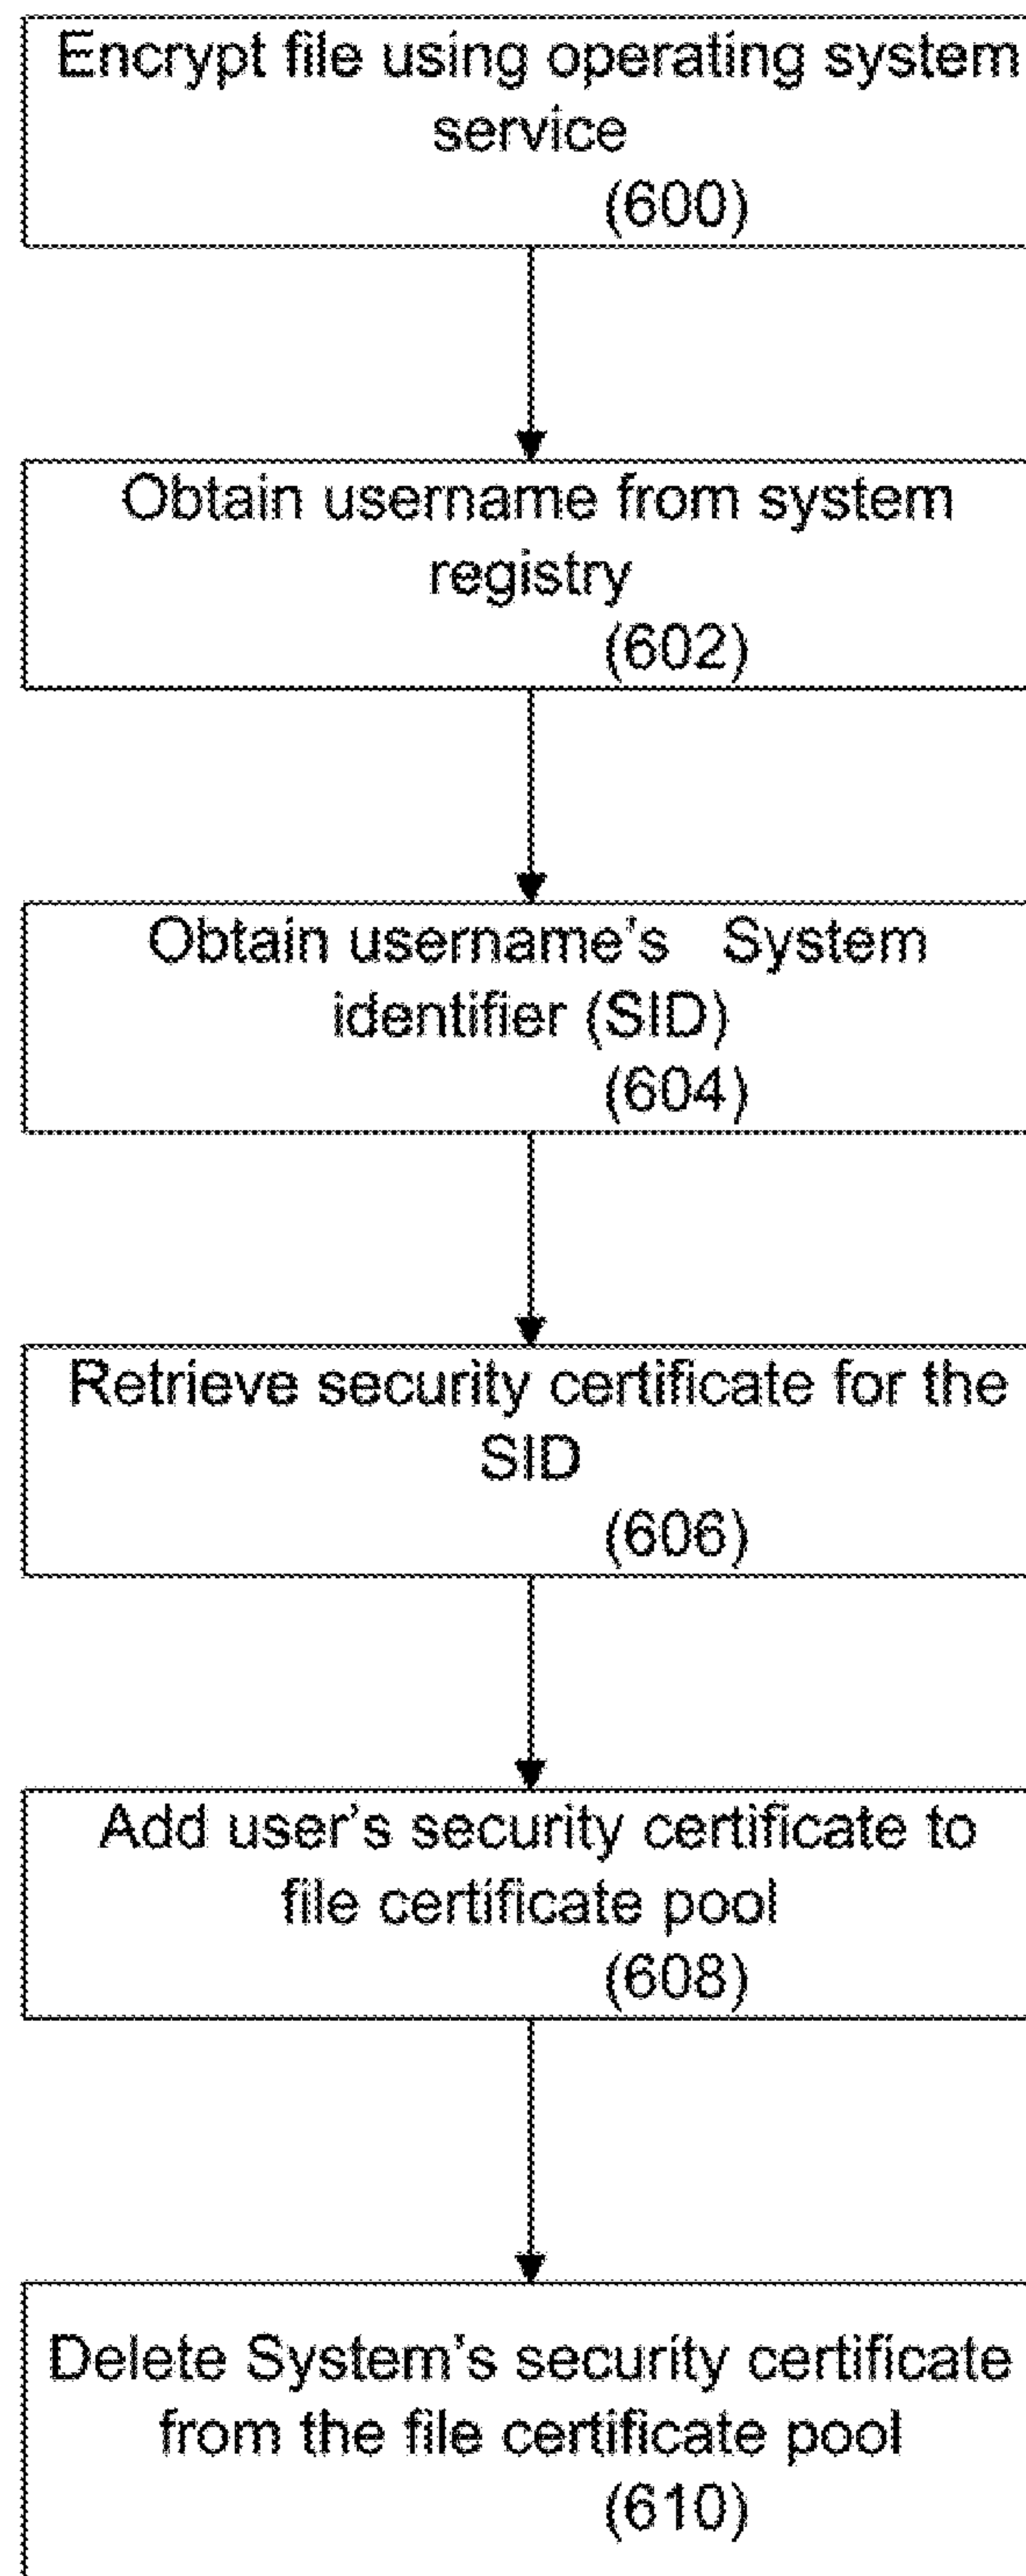 Encrypt file using operating system
service
(600)
Obtain username from system
registry
(602)
Obtain username's System
identifier (SID)
(604)
Retrieve security certificate for the
SID
(606)
Add user's security certificate to
file certificate pool
(608)
Delete System's security certificate
from the file certificate pool
(610)